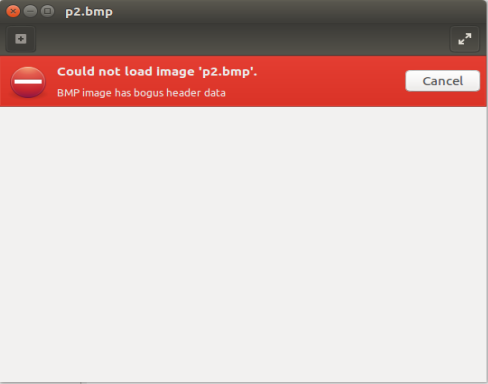 p2.bmp
Could not load image 'p2.bmp'.
BMP image has bogus header data
Cancel